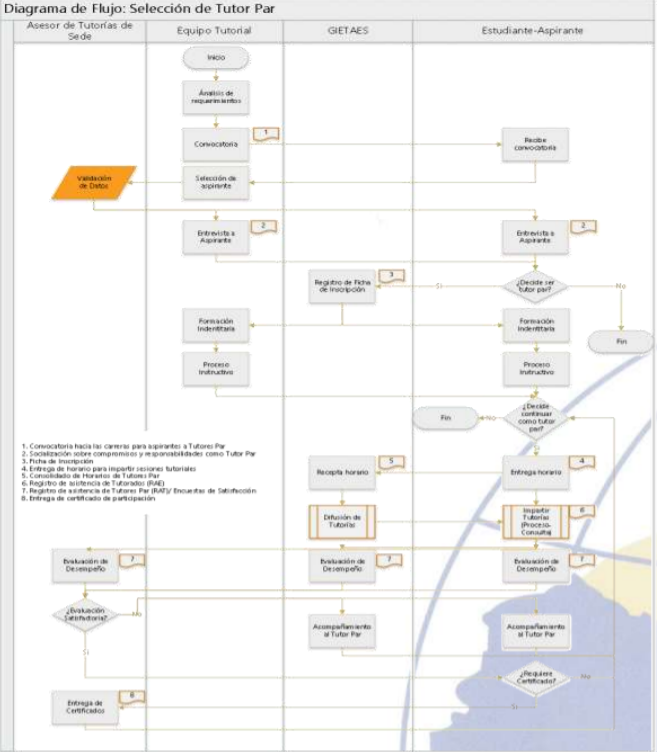 Diagrama de Flujo: Selección de Tutor Par
Asesor de Tutorías de
Sede
Equipo Tutorial
GIETAES
Estudiante-Aspirante
Inicio
Ánalisis de
requerimientos
Convocatoria
1
Recibe
convocatoria
Validación
de Datos
Selección de
aspirante
Entrevista a
Aspirante
2
Entrevista a
Aspirante
2
Registro de Ficha
de Inscripción
3
Si
¿Decide ser
tutor par?
No
Fin
Formación
Indentitaria
Formación
Indentitaria
Proceso
Instructivo
Proceso
Instructivo
Fin
No
¿Decide
continuar
como tutor
par?
Si
1. Convocatoria hacia las carreras para aspirantes a Tutores Par
2. Socialización sobre compromisos y responsabilidades como Tutor Par
3. Ficha de Inscripción
4. Entrega de horario para impartir sesiones tutoriales
5. Consolidado de Horarios de Tutores Par
6. Registro de asistencia de Tutorados (RAE)
7. Registro de asistencia de Tutores Par (RAT)/ Encuestas de Satisfacción
8. Entrega de certificado de participación
Recepta horario
5
Entrega horario
4
Difusión de
Tutorías
Impartir
Tutorías
(Proceso-
Consulta)
6
Evaluación de
Desempeño
7
Evaluación de
Desempeño
7
Evaluación de
Desempeño
7
¿Evaluación
Satisfactoria?
No
Acompañamiento
al Tutor Par
Acompañamiento
al Tutor Par
Si
¿Requiere
Certificado?
No
Si
Entrega de
Certificados
8